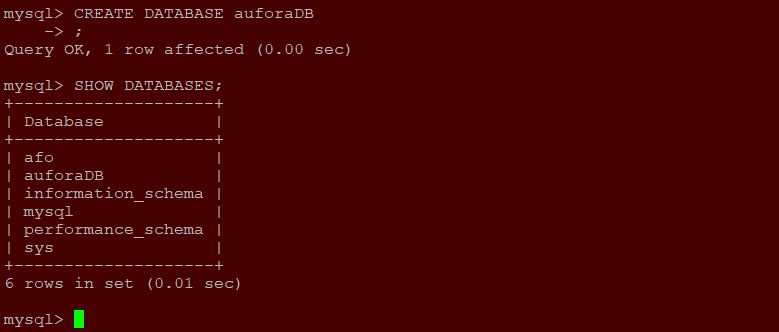 mysql> CREATE DATABASE auforaDB
    -> ;
Query OK, 1 row affected (0.00 sec)

mysql> SHOW DATABASES;
+--------------------+
| Database           |
+--------------------+
| afo                |
| auforaDB           |
| information_schema |
| mysql              |
| performance_schema |
| sys                |
+--------------------+
6 rows in set (0.01 sec)

mysql>